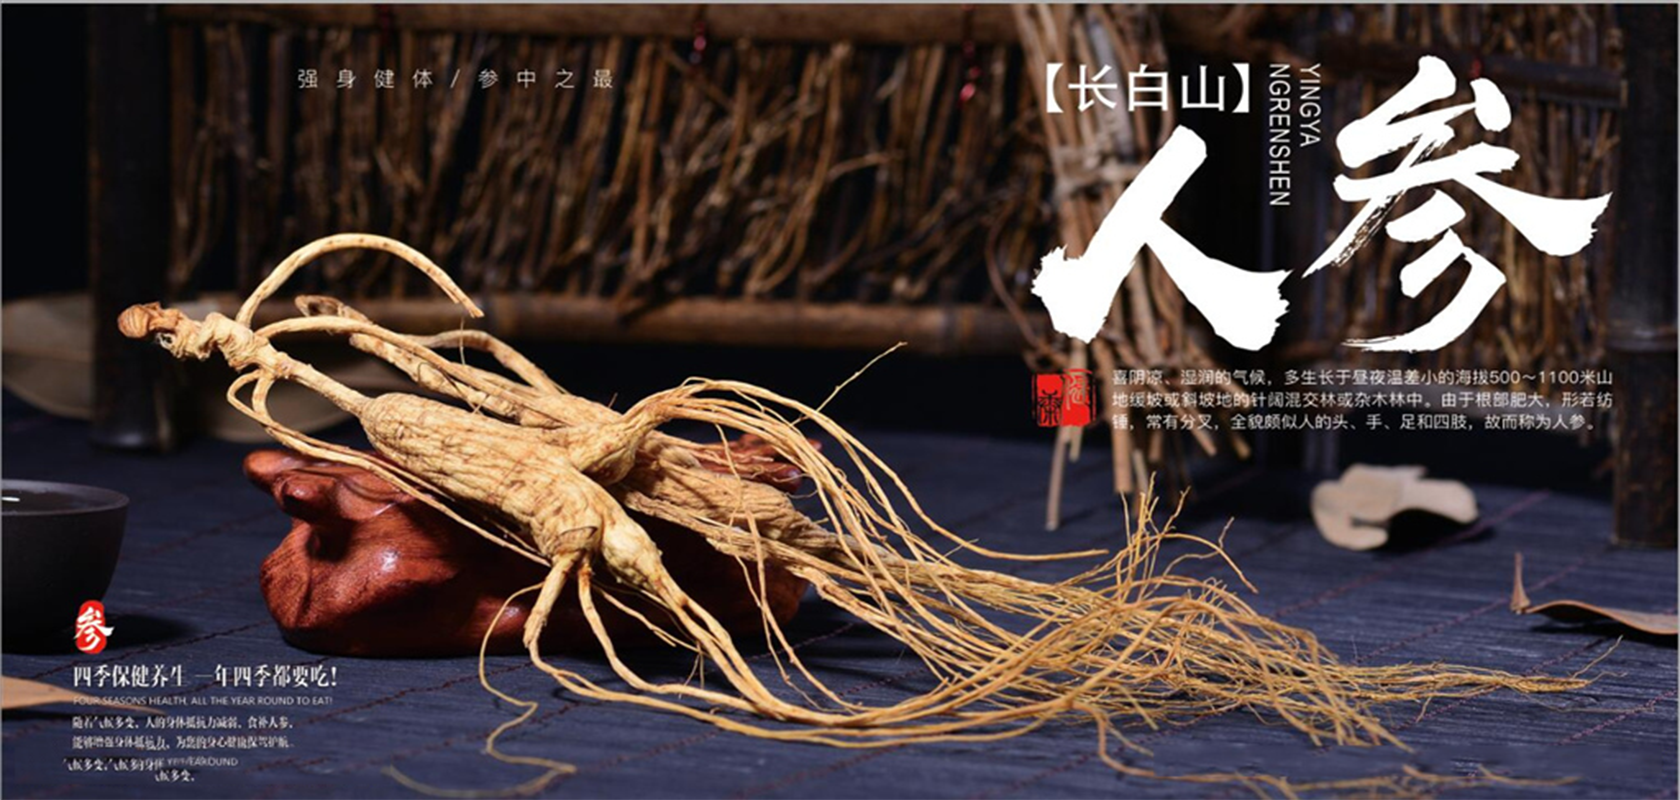 强身健体/参中之最
【长白山】
YINGYA
NGRENSHEN
人参
喜阴凉、湿润的气候，多生长于昼夜温差小的海拔500～1100米山
地缓坡或斜坡地的针阔混交林或杂木林中。由于根部肥大，形若纺
锤，常有分叉，全貌颇似人的头、手、足和四肢，故而称为人参。
参
四季保健养生 一年四季都要吃！
FOUR SEASONS HEALTH, ALL THE YEAR ROUND TO EAT!
随着气候多变，人的身体抵抗力减弱，食补人参，
能够增强身体抵抗力，为您的身心健康保驾护航。
气候多变，气候多的身体
气候多变，